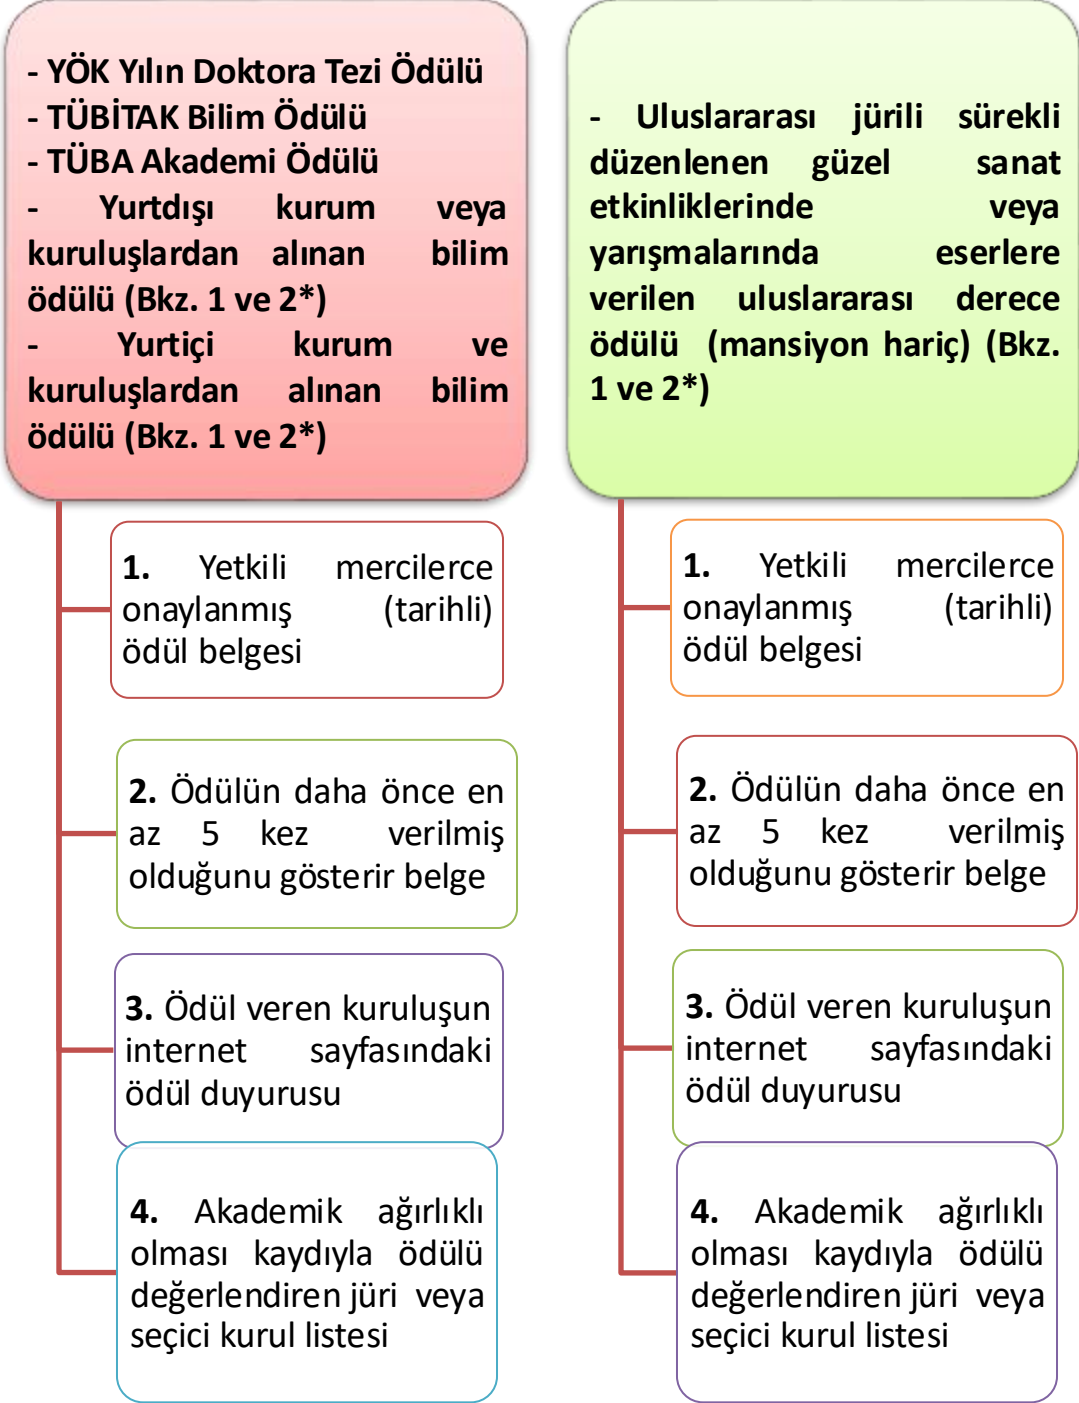 - YÖK Yılın Doktora Tezi Ödülü
- TÜBİTAK Bilim Ödülü
- TÜBA Akademi Ödülü
- Yurtdışı kurum veya
kuruluşlardan alınan bilim
ödülü (Bkz. 1 ve 2*)
- Yurtiçi kurum ve
kuruluşlardan alınan bilim
ödülü (Bkz. 1 ve 2*)
1. Yetkili mercilerce
onaylanmış (tarihli)
ödül belgesi
2. Ödülün daha önce en
az 5 kez verilmiş
olduğunu gösterir belge
3. Ödül veren kuruluşun
internet sayfasındaki
ödül duyurusu
4. Akademik ağırlıklı
olması kaydıyla ödülü
değerlendiren jüri veya
seçici kurul listesi
- Uluslararası jürili sürekli
düzenlenen güzel sanat
etkinliklerinde veya
yarışmalarında eserlere
verilen uluslararası derece
ödülü (mansiyon hariç) (Bkz.
1 ve 2*)
1. Yetkili mercilerce
onaylanmış (tarihli)
ödül belgesi
2. Ödülün daha önce en
az 5 kez verilmiş
olduğunu gösterir belge
3. Ödül veren kuruluşun
internet sayfasındaki
ödül duyurusu
4. Akademik ağırlıklı
olması kaydıyla ödülü
değerlendiren jüri veya
seçici kurul listesi